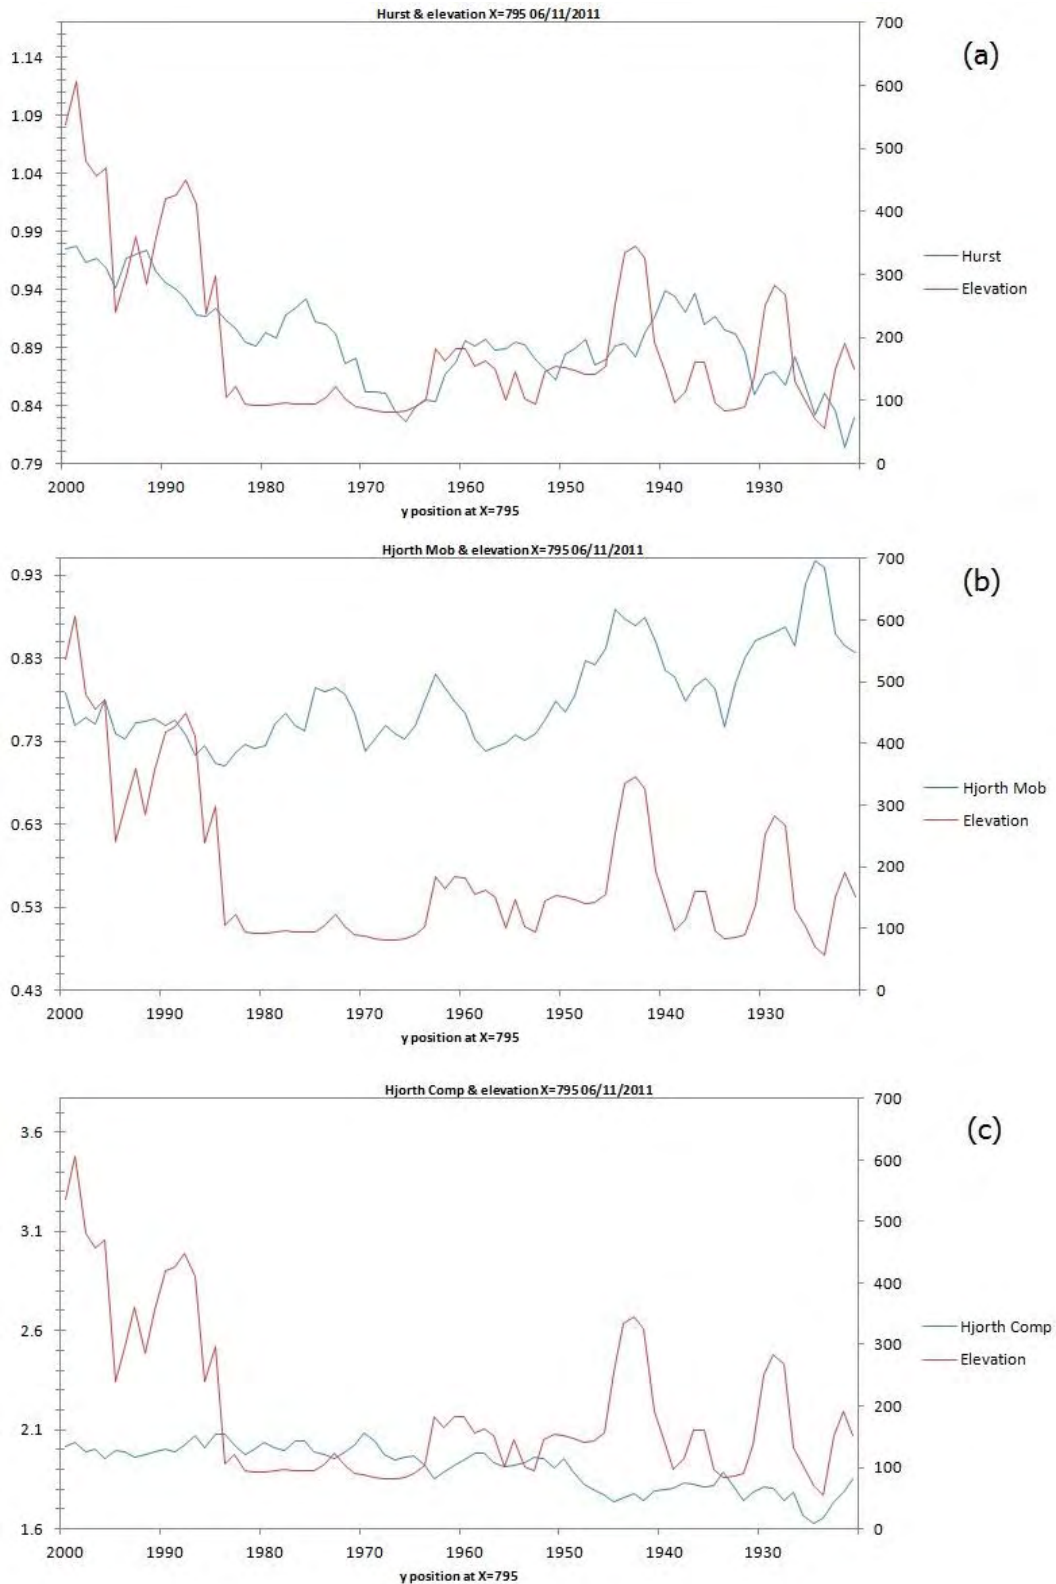 Hurst & elevation X=795 06/11/2011
700
(a)
1.14
600
1.09
500
1.04
400
0.99
Hurst
300
0.94
Elevation
200
0.89
100
0.84
0.79
0
2000 1990 1980 1970 1960 1950 1940 1930
y position at X=795
Hjorth Mob & elevation X=795 06/11/2011
700
0.93
(b)
600
0.83
500
0.73
400
Hjorth Mob
300
0.63
Elevation
200
0.53
100
0.43
0
2000 1990 1980 1970 1960 1950 1940 1930
y position at X=795
Hjorth Comp & elevation X=795 06/11/2011
700
3.6
(c)
600
3.1
500
400
2.6
Hjorth Comp
300
Elevation
200
2.1
100
1.6
0
2000 1990 1980 1970 1960 1950 1940 1930
y position at X=795